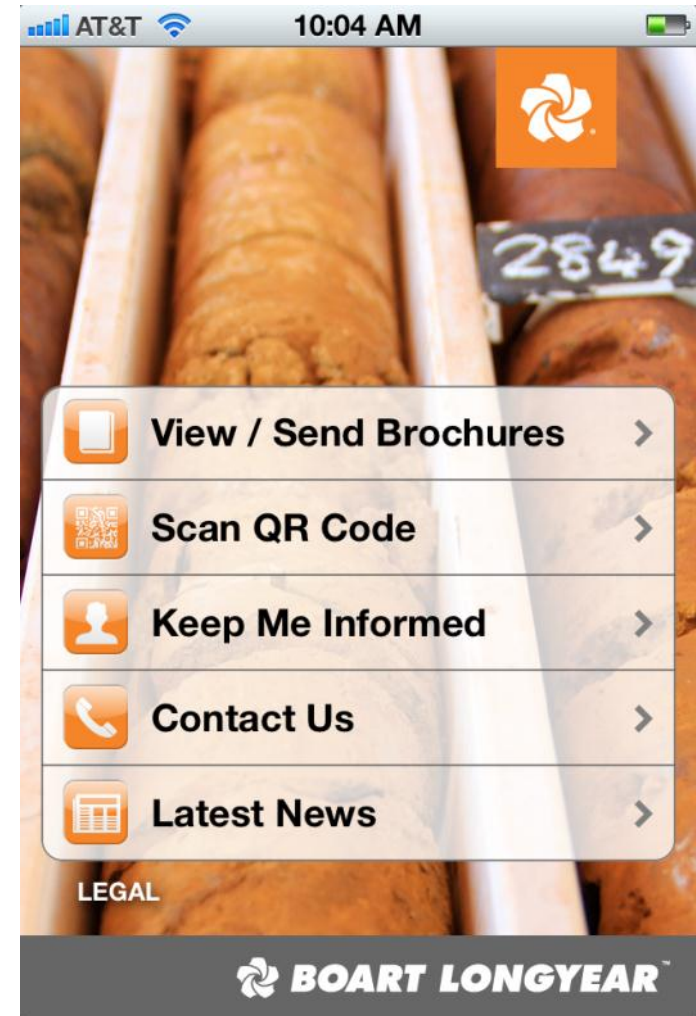 AT&T 10:04 AM
2849
View / Send Brochures
Scan QR Code
Keep Me Informed
Contact Us
Latest News
LEGAL
BOART LONGYEAR™